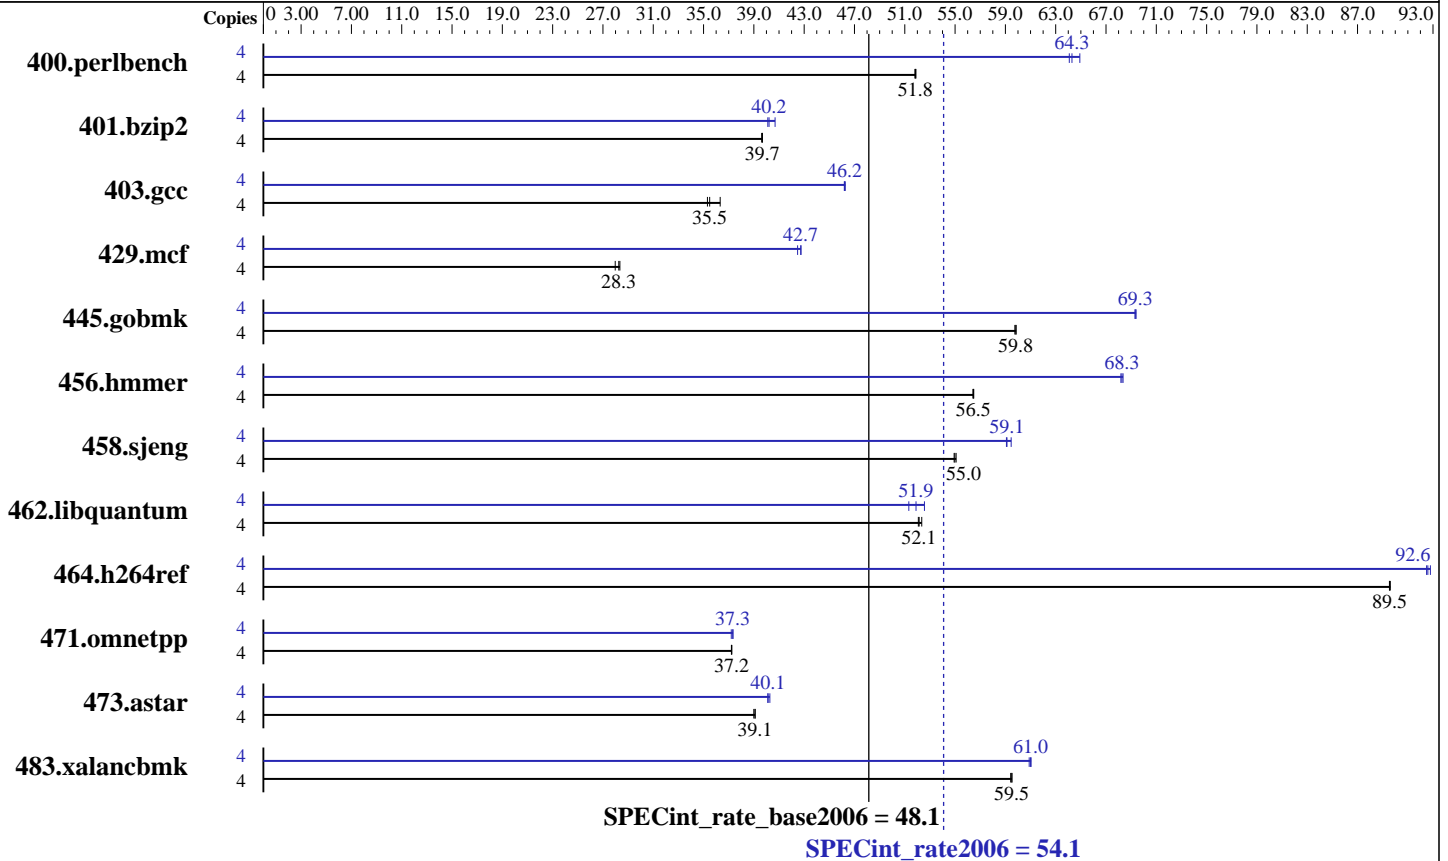 Copies 0 3.00 7.00 11.0 15.0 19.0 23.0 27.0 31.0 35.0 39.0 43.0 47.0 51.0 55.0 59.0 63.0 67.0 71.0 75.0 79.0 83.0 87.0 93.0
400.perlbench 4 64.3
4 51.8
401.bzip2 4 40.2
4 39.7
403.gcc 4 46.2
4 35.5
429.mcf 4 42.7
4 28.3
445.gobmk 4 69.3
4 59.8
456.hmmer 4 68.3
4 56.5
458.sjeng 4 59.1
4 55.0
462.libquantum 4 51.9
4 52.1
464.h264ref 4 92.6
4 89.5
471.omnetpp 4 37.3
4 37.2
473.astar 4 40.1
4 39.1
483.xalancbmk 4 61.0
4 59.5
SPECint_rate_base2006 = 48.1
SPECint_rate2006 = 54.1